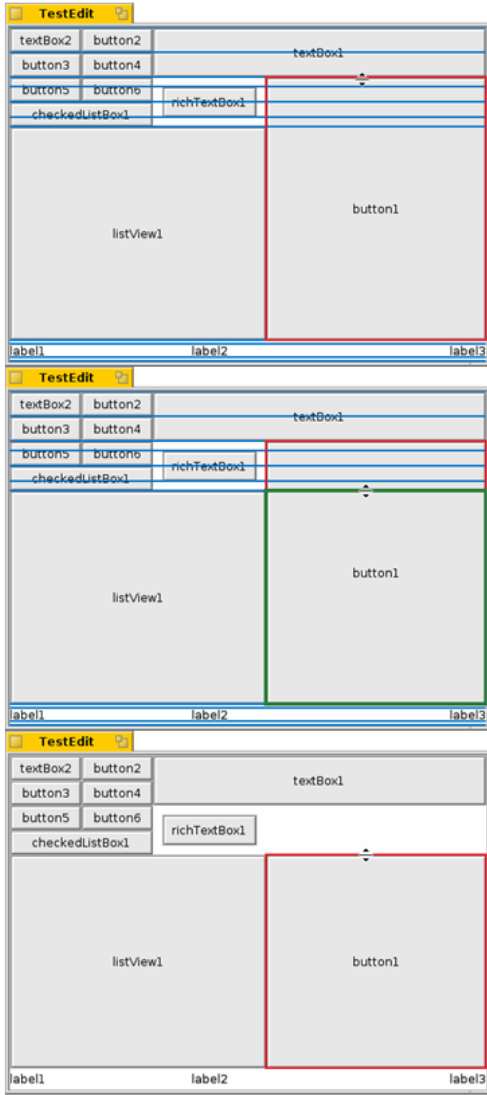 TestEdit
textBox2 button2
textBox1
button3 button4
button5 button6
richTextBox1
checkedListBox1
button1
listView1
label1 label2 label3
TestEdit
textBox2 button2
textBox1
button3 button4
button5 button6
richTextBox1
checkedListBox1
button1
listView1
label1 label2 label3
TestEdit
textBox2 button2
textBox1
button3 button4
button5 button6
richTextBox1
checkedListBox1
listView1 button1
label1 label2 label3